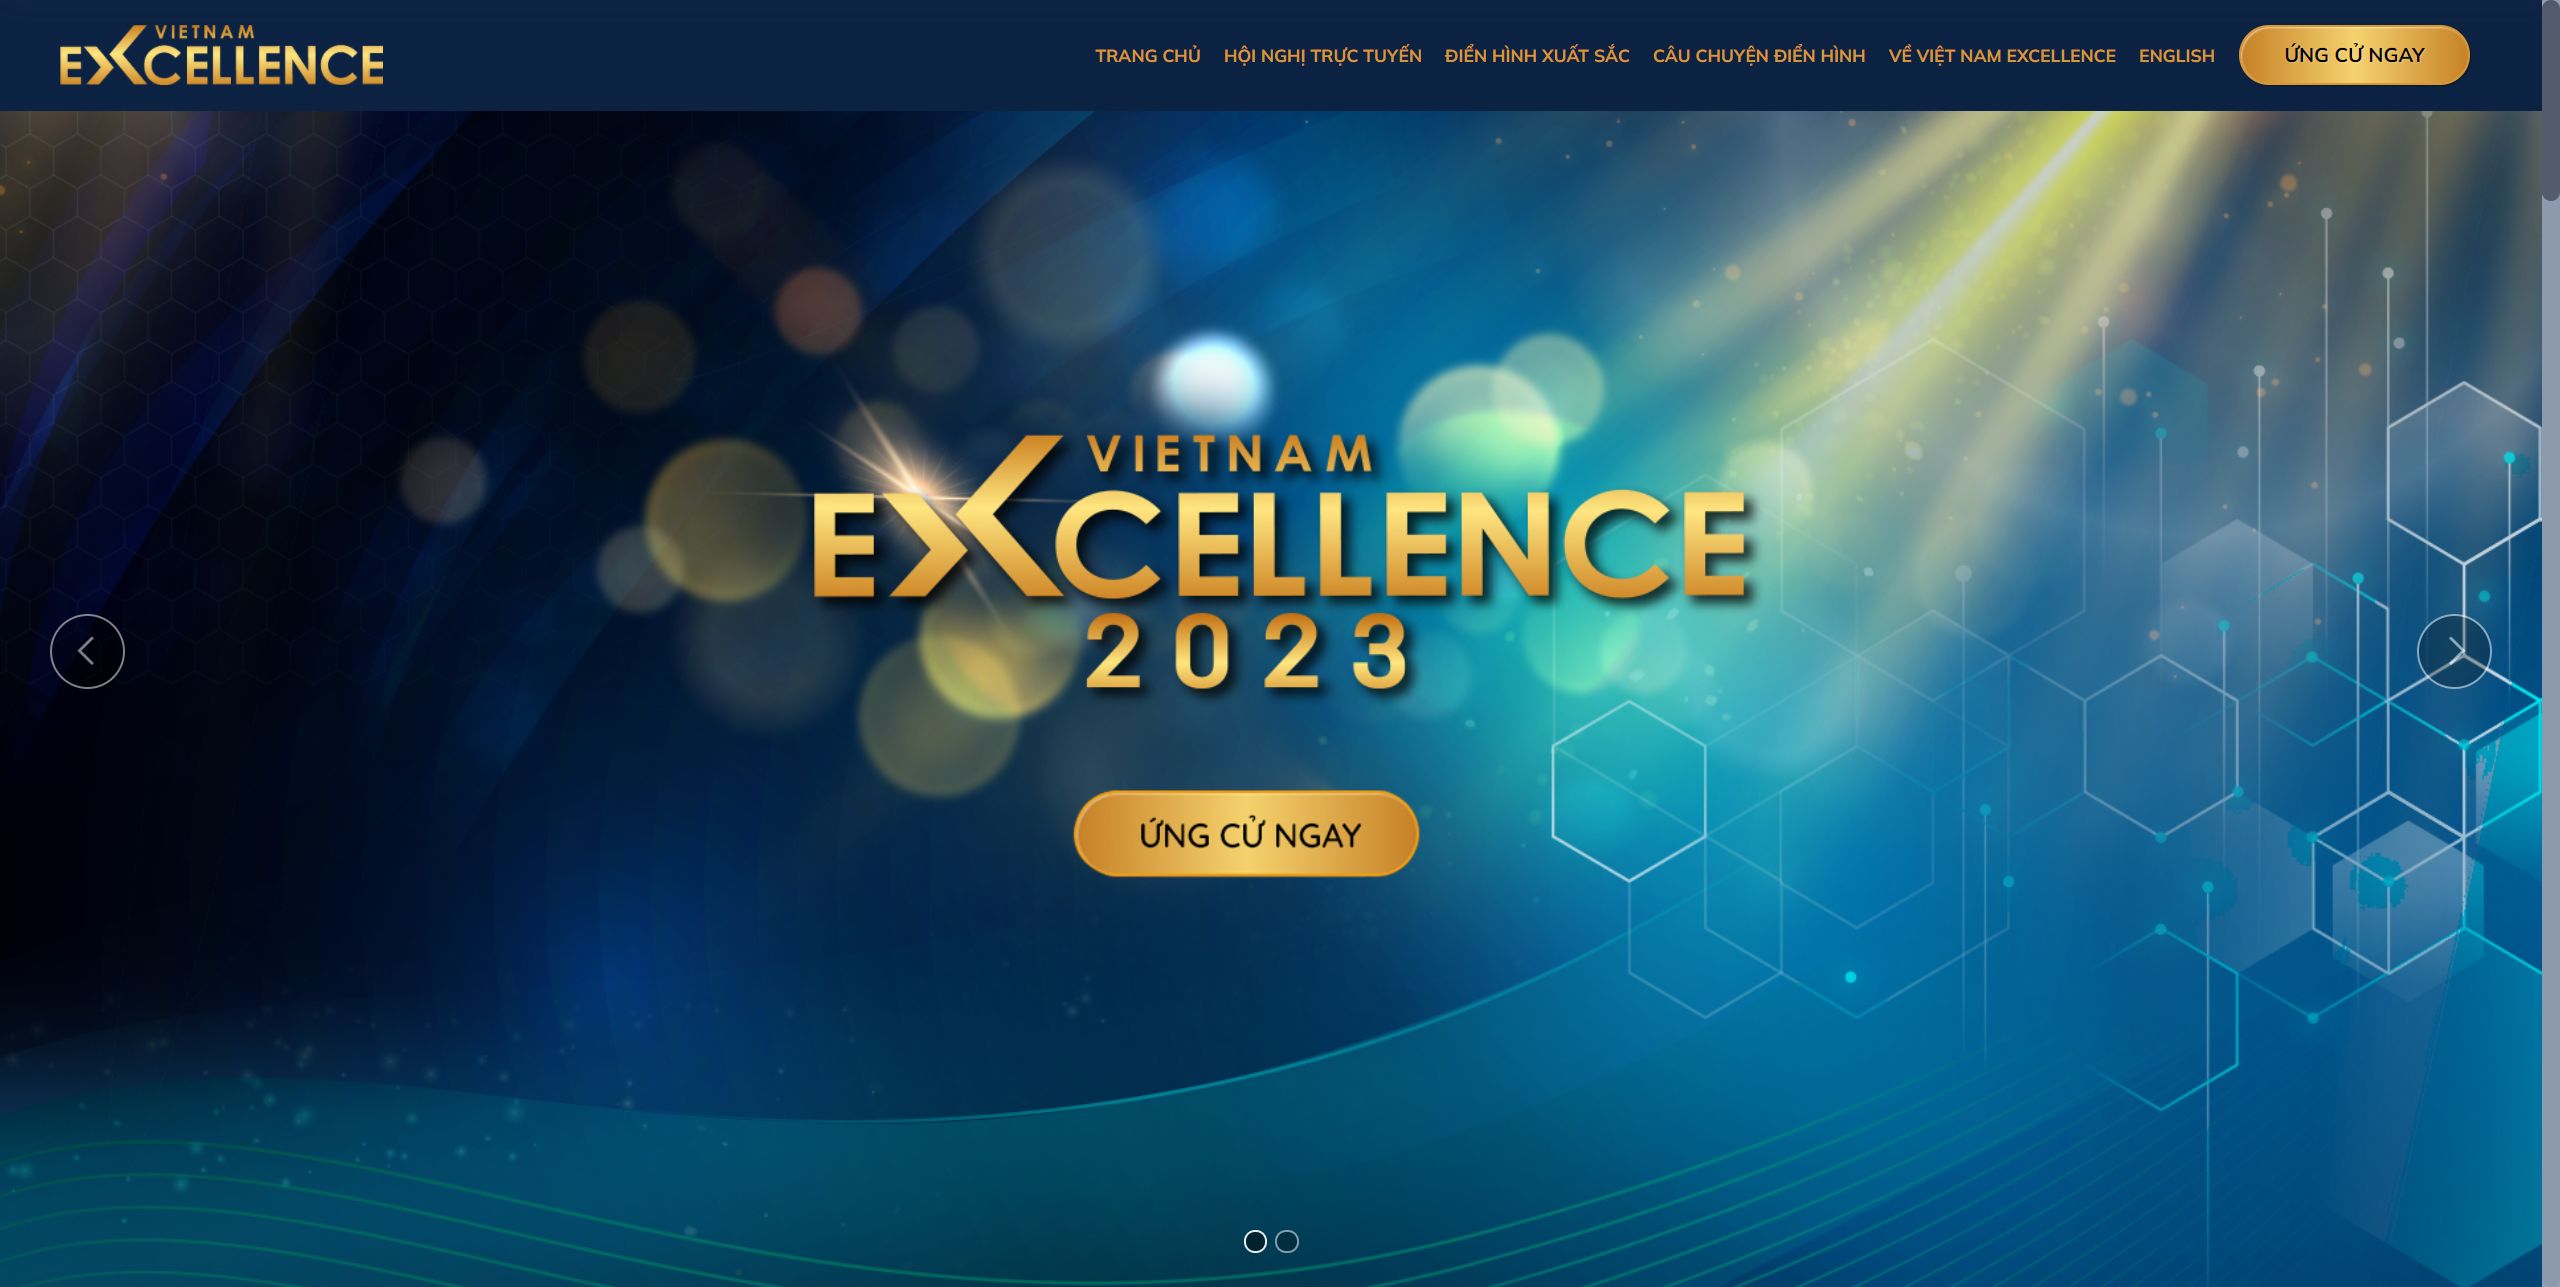 VIETNAM
EXCELLENCE
TRANG CHỦ
HỘI NGHỊ TRỰC TUYẾN
ĐIỂN HÌNH XUẤT SẮC
CÂU CHUYỆN ĐIỂN HÌNH
VỀ VIỆT NAM EXCELLENCE
ENGLISH
ỨNG CỬ NGAY
VIETNAM
EXCELLENCE
2023
ỨNG CỬ NGAY